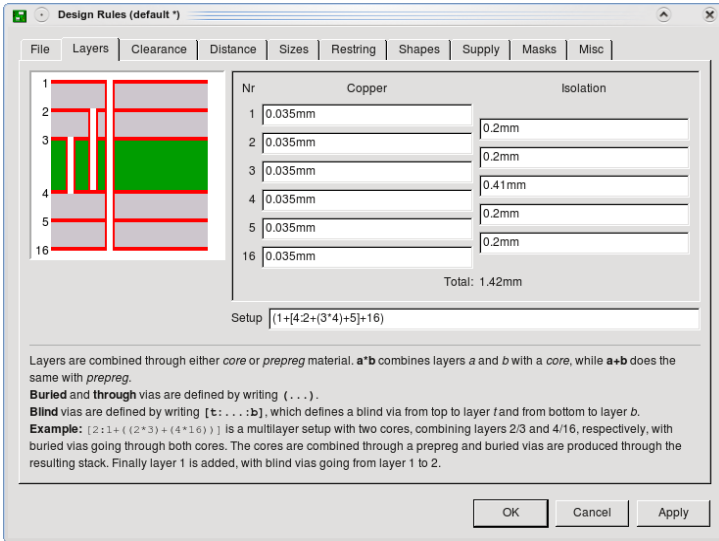 Design Rules (default *)
File Layers Clearance Distance Sizes Restring Shapes Supply Masks Misc
1
2
3
4
5
16
Nr Copper Isolation
1 0.035mm
0.2mm
2 0.035mm
0.2mm
3 0.035mm
0.41mm
4 0.035mm
0.2mm
5 0.035mm
0.2mm
16 0.035mm
Total: 1.42mm
Setup (1+[4:2+(3*4)+5]+16)
Layers are combined through either core or prepreg material. a*b combines layers a and b with a core, while a+b does the
same with prepreg.
Buried and through vias are defined by writing (...).
Blind vias are defined by writing [t:...:b], which defines a blind via from top to layer t and from bottom to layer b.
Example: [2:1+((2*3)+(4*16))] is a multilayer setup with two cores, combining layers 2/3 and 4/16, respectively, with
buried vias going through both cores. The cores are combined through a prepreg and buried vias are produced through the
resulting stack. Finally layer 1 is added, with blind vias going from layer 1 to 2.
OK Cancel Apply